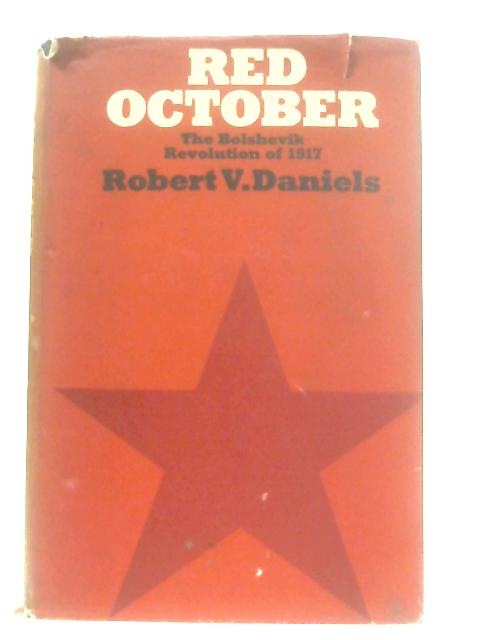 RED
OCTOBER
The Bolshevik
Revolution of 1917
Robert V. Daniels